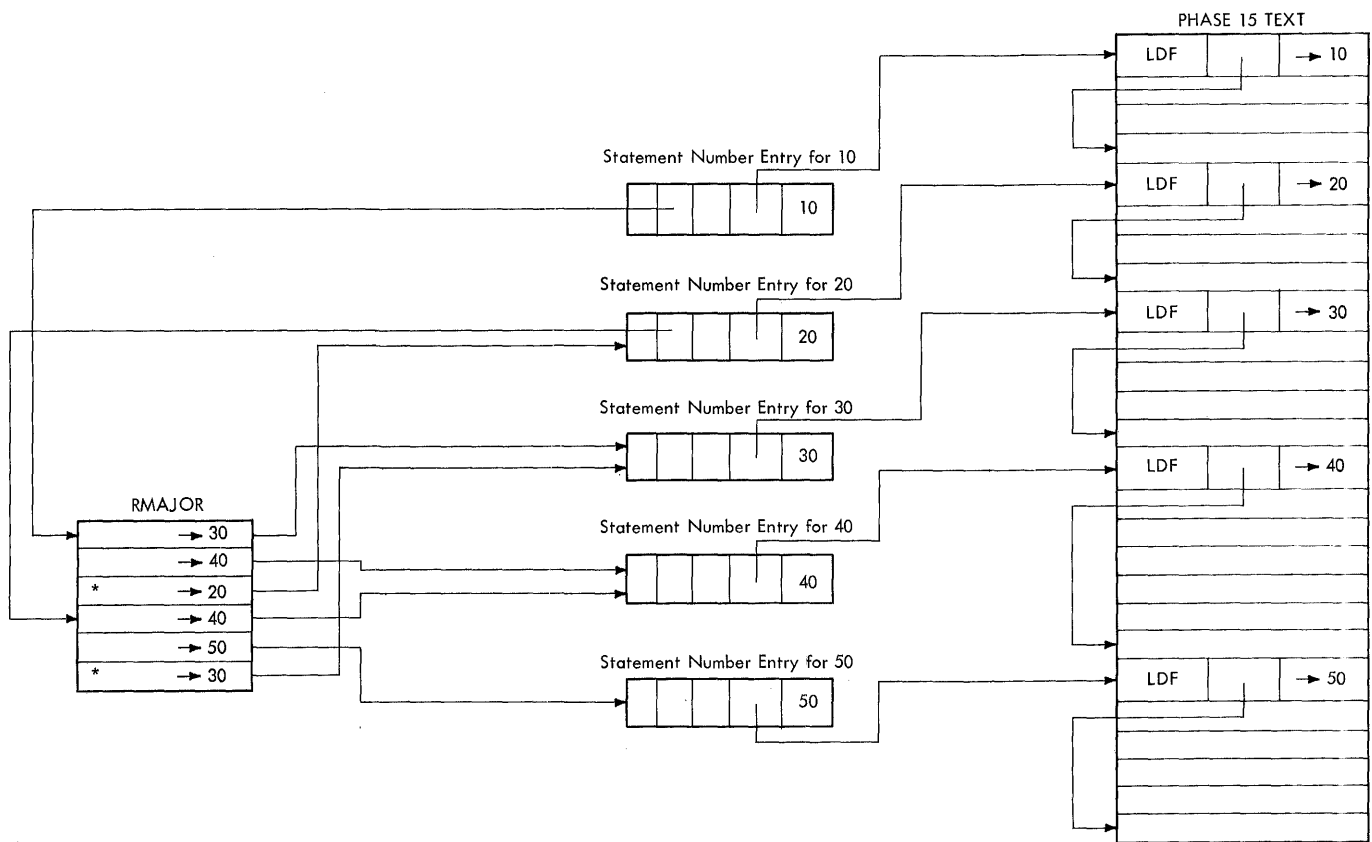 PHASE 15 TEXT
LDF → 10
Statement Number Entry for 10
10
LDF → 20
Statement Number Entry for 20
20
LDF → 30
Statement Number Entry for 30
30
LDF → 40
RMAJOR
→ 30
→ 40
* → 20
→ 40
→ 50
* → 30
Statement Number Entry for 40
40
Statement Number Entry for 50
50
LDF → 50